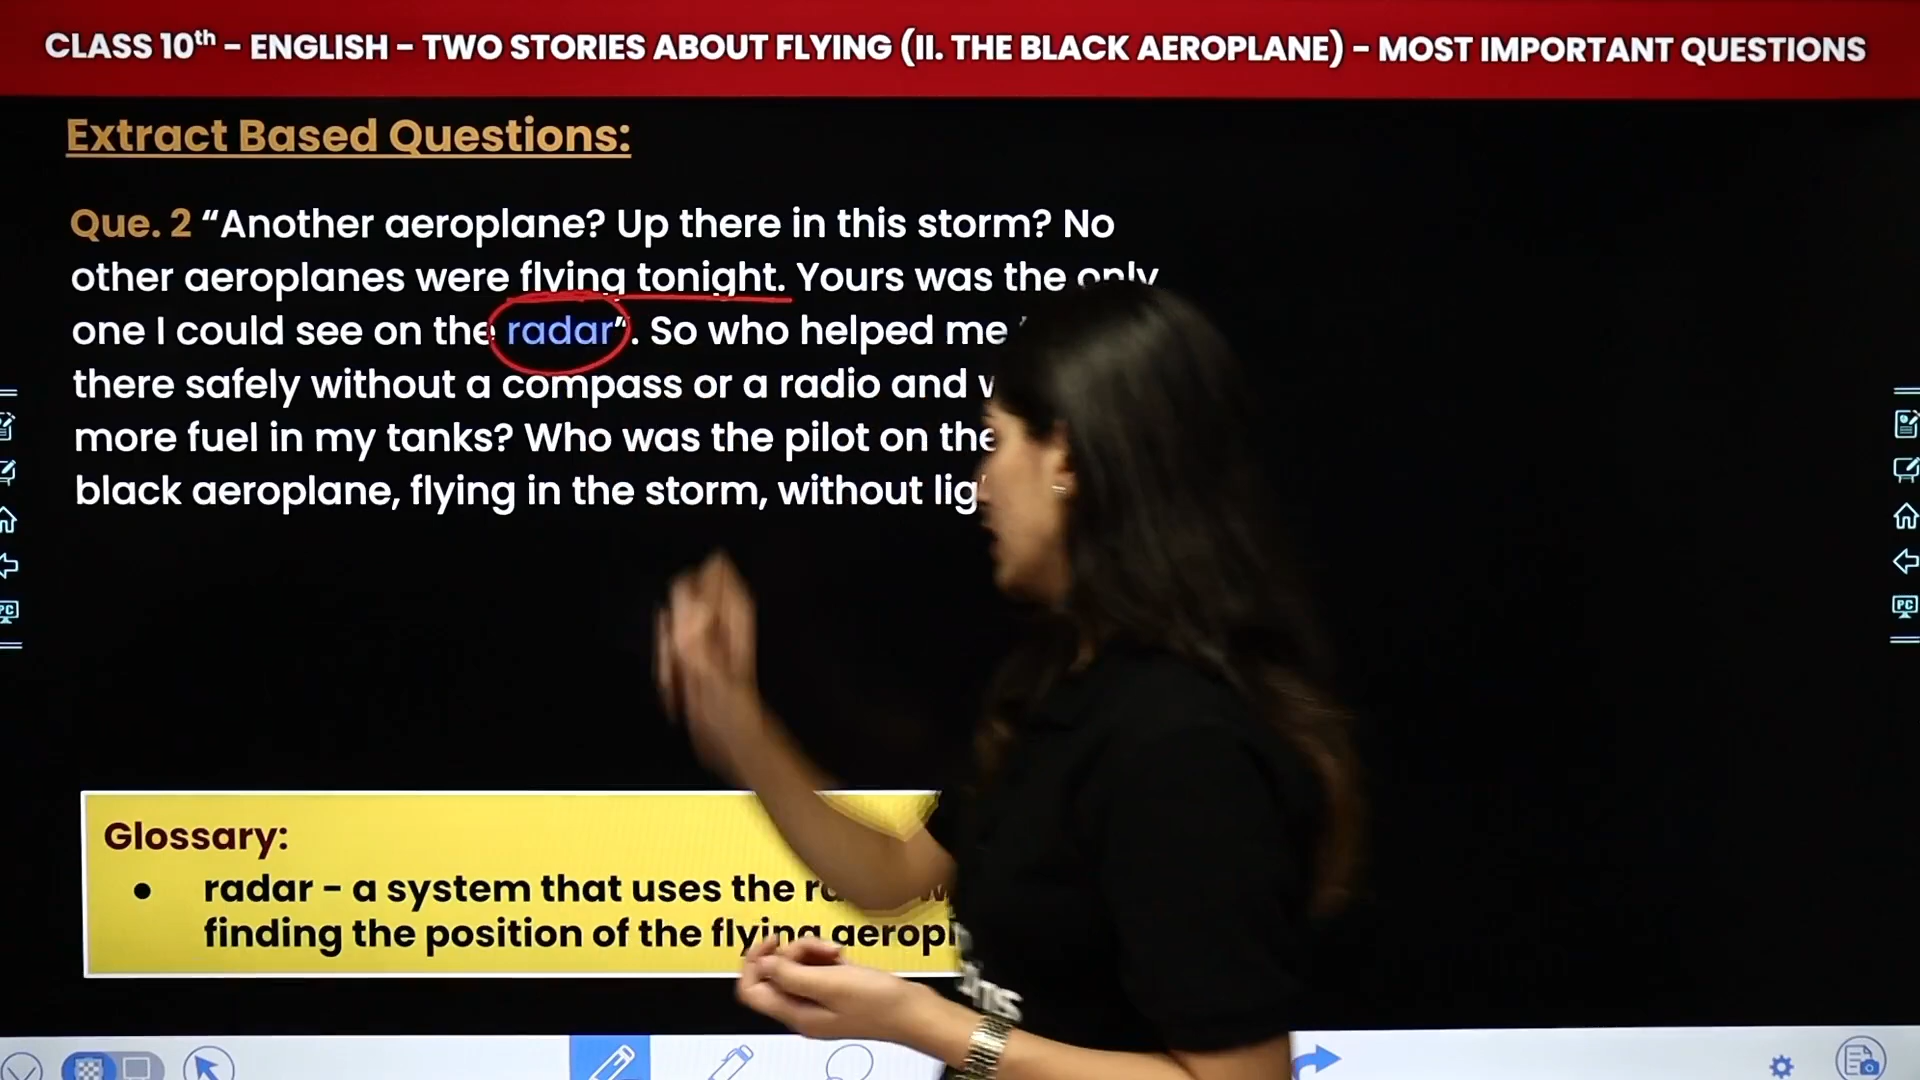 CLASS 10th - ENGLISH - TWO STORIES ABOUT FLYING (II. THE BLACK AEROPLANE) - MOST IMPORTANT QUESTIONS
Extract Based Questions:
Que. 2 “Another aeroplane? Up there in this storm? No
other aeroplanes were flying tonight. Yours was the only
one I could see on the radar”. So who helped me
there safely without a compass or a radio and
more fuel in my tanks? Who was the pilot on the
black aeroplane, flying in the storm, without
Glossary:
● radar - a system that uses the
finding the position of the flying
PC
PC